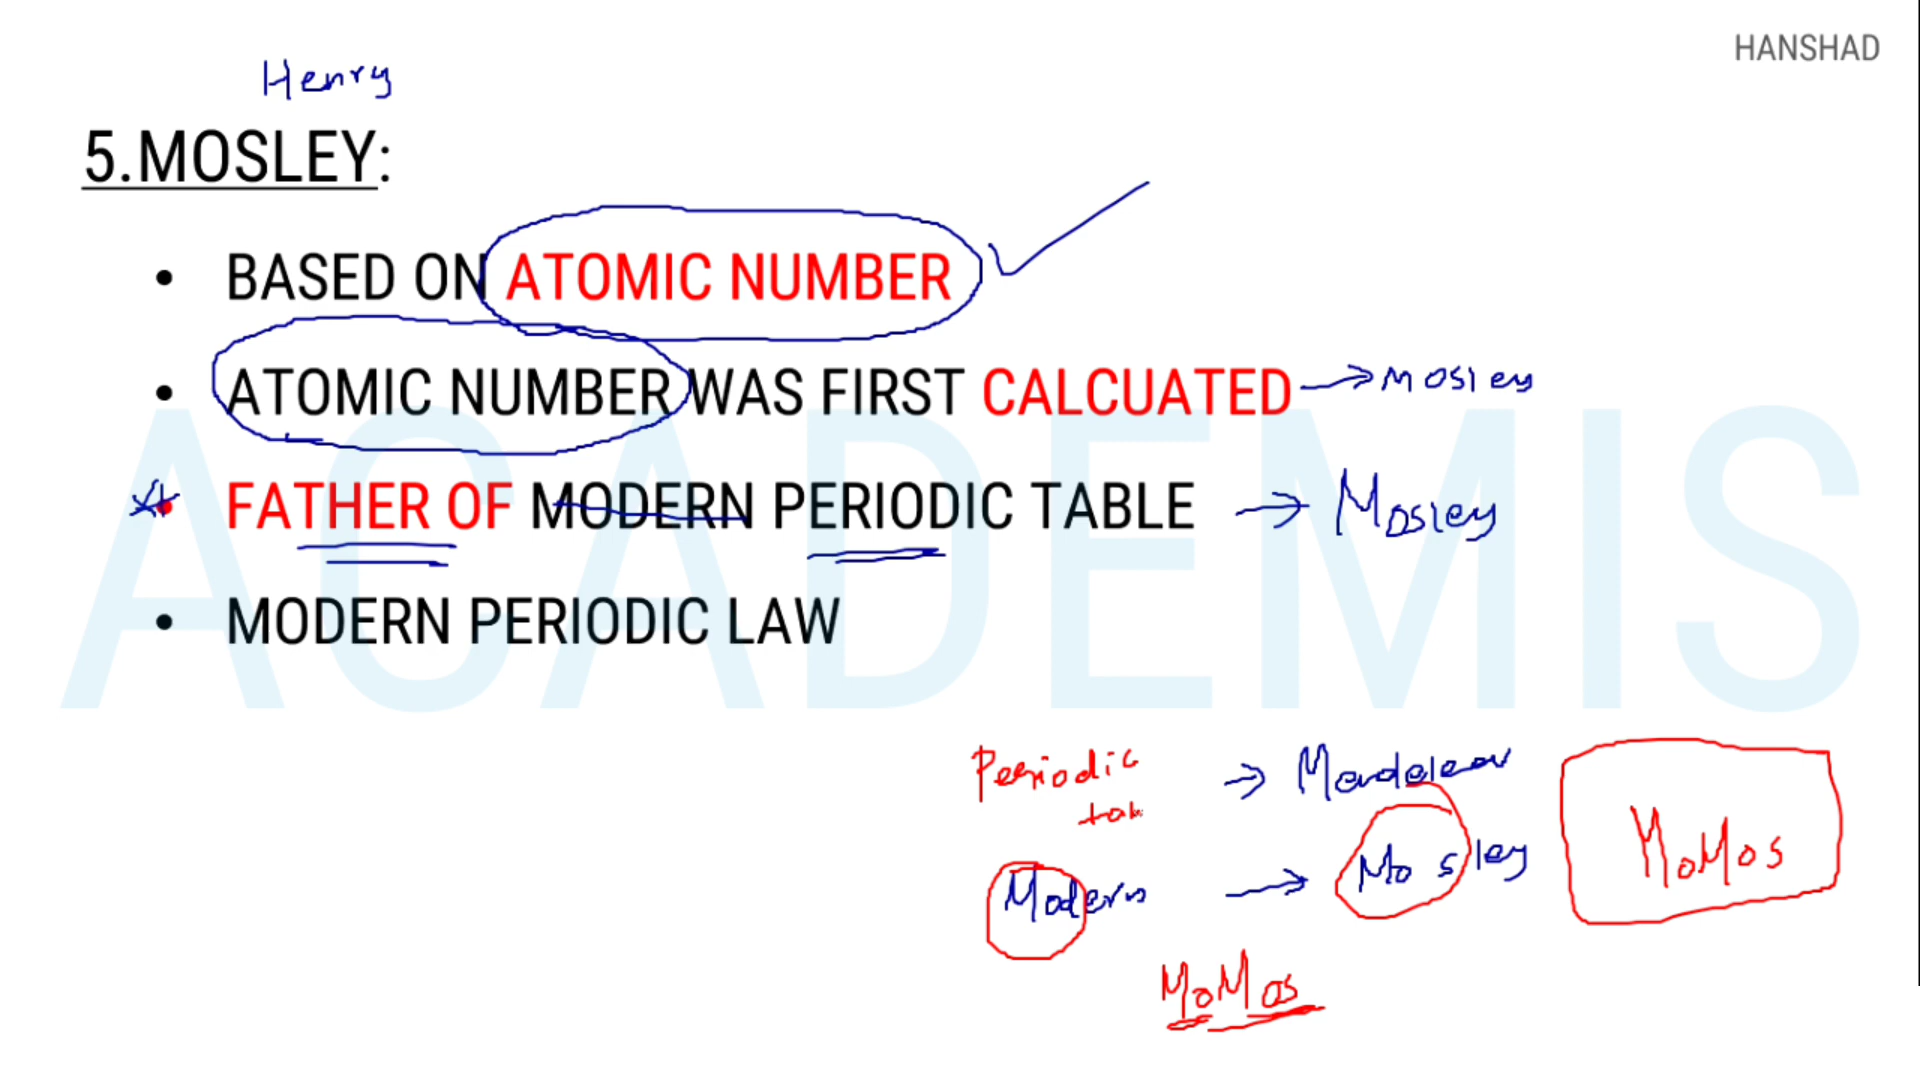 HANSHAD
Henry
5.MOSLEY:
• BASED ON ATOMIC NUMBER
• ATOMIC NUMBER WAS FIRST CALCUATED → Mosley
• FATHER OF MODERN PERIODIC TABLE → Mosley
• MODERN PERIODIC LAW
ACADEMIS
Periodic → Mendeleev
tab
Modern → Mosley
MoMos
MoMos